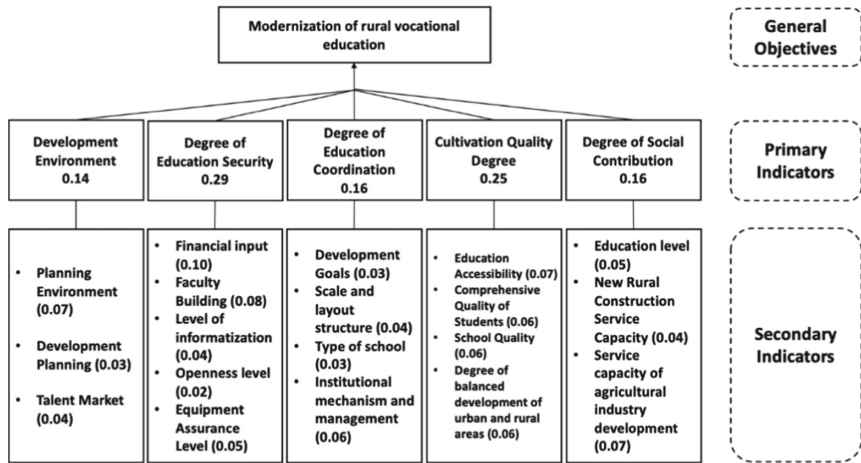 Modernization of rural vocational
education
General
Objectives
Development
Environment
0.14
Degree of
Education Security
0.29
Degree of
Education
Coordination
0.16
Cultivation Quality
Degree
0.25
Degree of Social
Contribution
0.16
Primary
Indicators
• Planning
Environment
(0.07)
• Development
Planning (0.03)
• Talent Market
(0.04)
• Financial input
(0.10)
• Faculty
Building (0.08)
• Level of
informatization
(0.04)
• Openness level
(0.02)
• Equipment
Assurance
Level (0.05)
• Development
Goals (0.03)
• Scale and
layout
structure (0.04)
• Type of school
(0.03)
• Institutional
mechanism and
management
(0.06)
• Education
Accessibility (0.07)
• Comprehensive
Quality of
Students (0.06)
• School Quality
(0.06)
• Degree of
balanced
development of
urban and rural
areas (0.06)
• Education level
(0.05)
• New Rural
Construction
Service
Capacity (0.04)
• Service
capacity of
agricultural
industry
development
(0.07)
Secondary
Indicators